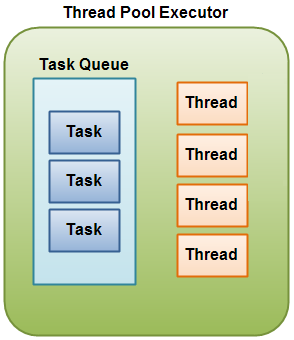 Thread Pool Executor
Task Queue
Task
Task
Task
Thread
Thread
Thread
Thread